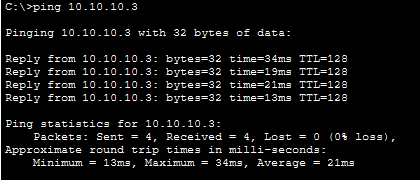 C:\>ping 10.10.10.3
Pinging 10.10.10.3 with 32 bytes of data:
Reply from 10.10.10.3: bytes=32 time=34ms TTL=128
Reply from 10.10.10.3: bytes=32 time=19ms TTL=128
Reply from 10.10.10.3: bytes=32 time=21ms TTL=128
Reply from 10.10.10.3: bytes=32 time=13ms TTL=128
Ping statistics for 10.10.10.3:
    Packets: Sent = 4, Received = 4, Lost = 0 (0% loss),
Approximate round trip times in milli-seconds:
    Minimum = 13ms, Maximum = 34ms, Average = 21ms